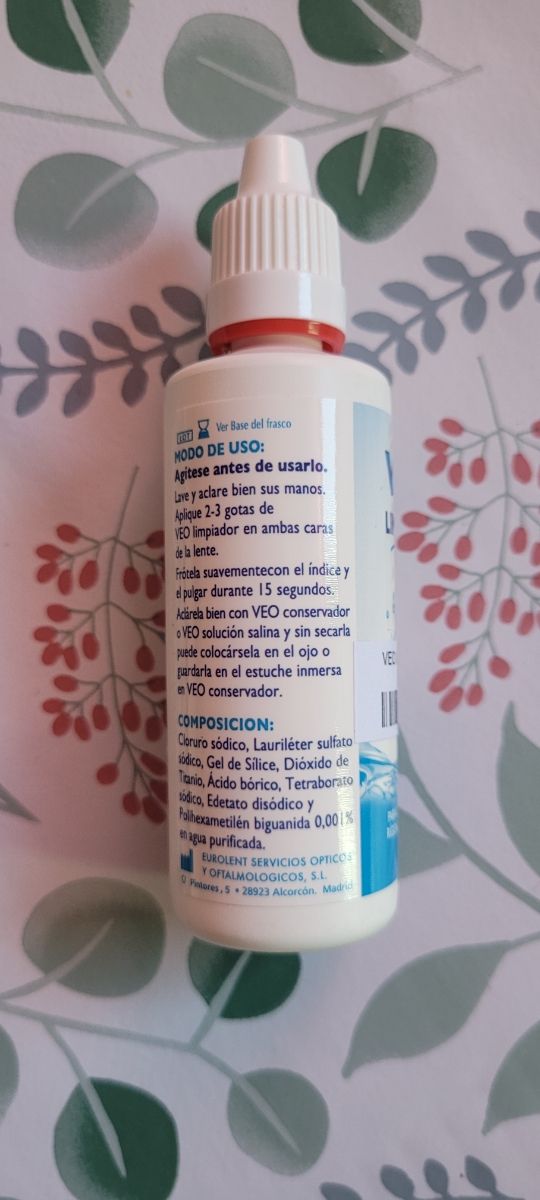 LOT Ver Base del frasco
MODO DE USO:
Agítese antes de usarlo.
Lave y aclare bien sus manos.
Aplique 2-3 gotas de
VEO limpiador en ambas caras
de la lente.
Frótela suavementecon el índice y
el pulgar durante 15 segundos.
Aclárela bien con VEO conservador
o VEO solución salina y sin secarla
puede colocársela en el ojo o
guardarla en el estuche inmersa
en VEO conservador.
COMPOSICION:
Cloruro sódico, Lauriléter sulfato
sódico, Gel de Sílice, Dióxido de
Titanio, Ácido bórico, Tetraborato
sódico, Edetato disódico y
Polihexametilén biguanida 0,001%
en agua purificada.
EUROLENT SERVICIOS OPTICOS
Y OFTALMOLOGICOS, S.L.
Pintores, 5 • 28923 Alcorcón. Madrid
VEO